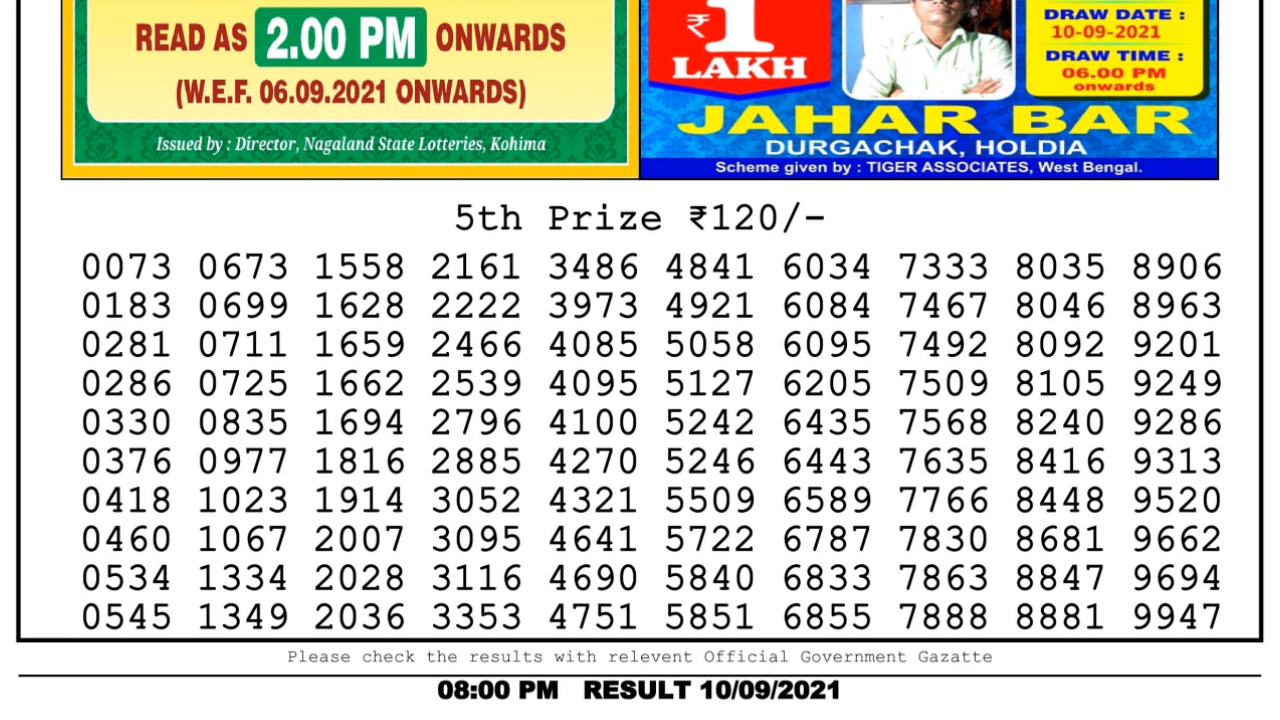 READ AS 2.00 PM ONWARDS
(W.E.F. 06.09.2021 ONWARDS)
Issued by : Director, Nagaland State Lotteries, Kohima
₹1
LAKH
DRAW DATE :
10-09-2021
DRAW TIME :
06.00 PM
onwards
JAHAR BAR
DURGACHAK, HOLDIA
Scheme given by : TIGER ASSOCIATES, West Bengal.
5th Prize ₹120/-
0073 0673 1558 2161 3486 4841 6034 7333 8035 8906
0183 0699 1628 2222 3973 4921 6084 7467 8046 8963
0281 0711 1659 2466 4085 5058 6095 7492 8092 9201
0286 0725 1662 2539 4095 5127 6205 7509 8105 9249
0330 0835 1694 2796 4100 5242 6435 7568 8240 9286
0376 0977 1816 2885 4270 5246 6443 7635 8416 9313
0418 1023 1914 3052 4321 5509 6589 7766 8448 9520
0460 1067 2007 3095 4641 5722 6787 7830 8681 9662
0534 1334 2028 3116 4690 5840 6833 7863 8847 9694
0545 1349 2036 3353 4751 5851 6855 7888 8881 9947
Please check the results with relevent Official Government Gazatte
08:00 PM RESULT 10/09/2021